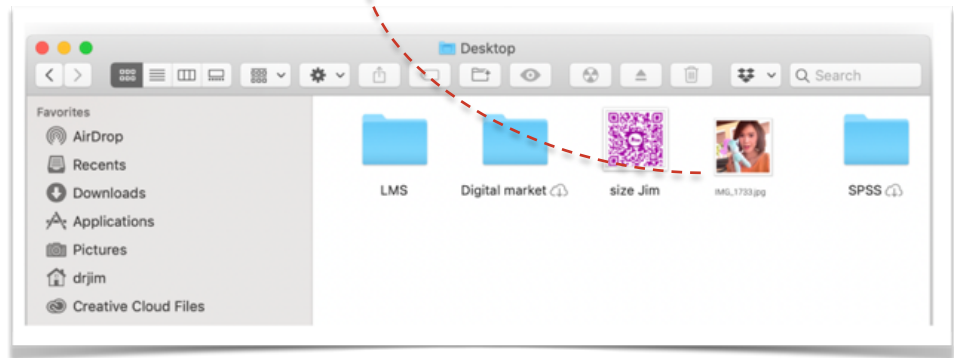 Desktop
Search
Favorites
AirDrop
Recents
Downloads
Applications
Pictures
drjim
Creative Cloud Files
LMS
Digital market
size Jim
IMG_1733.jpg
SPSS